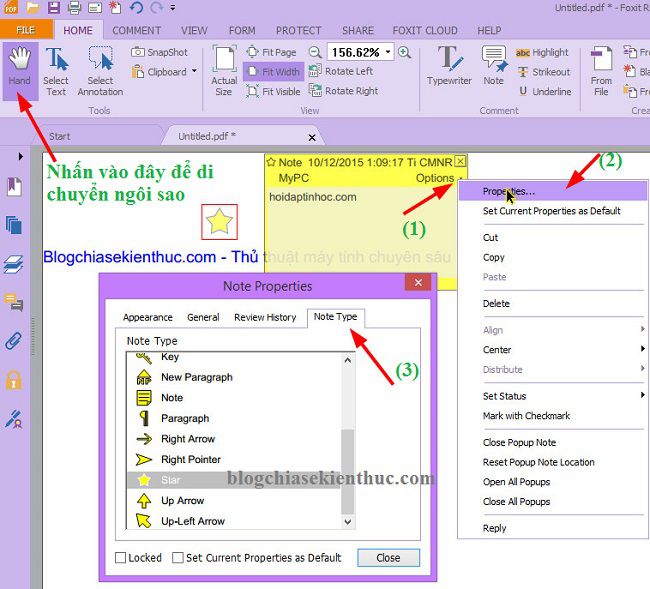 Untitled.pdf * - Foxit R
FILE HOME COMMENT VIEW FORM PROTECT SHARE FOXIT CLOUD HELP
Hand
Select Text
Select Annotation
SnapShot
Clipboard
Tools
Actual Size
Fit Page
Fit Width
Fit Visible
156.62%
Rotate Left
Rotate Right
View
Typewriter
Note
abc Highlight
Strikeout
U Underline
Comment
From File
Fro
Bla
Fro
Crea
Start
Untitled.pdf *
Nhấn vào đây để di
chuyển ngôi sao
Note 10/12/2015 1:09:17 Ti CMNR
MyPC Options
hoidaptinhoc.com
(1)
(2)
Blogchiasekienthuc.com - Thủ thuật máy tính chuyên sâu
Properties...
Set Current Properties as Default
Cut
Copy
Paste
Delete
Align
Center
Distribute
Set Status
Mark with Checkmark
Close Popup Note
Reset Popup Note Location
Open All Popups
Close All Popups
Reply
Note Properties
Appearance General Review History Note Type
(3)
Note Type
Key
New Paragraph
Note
Paragraph
Right Arrow
Right Pointer
Star
Up Arrow
Up-Left Arrow
blogchiasekienthuc.com
Locked Set Current Properties as Default Close